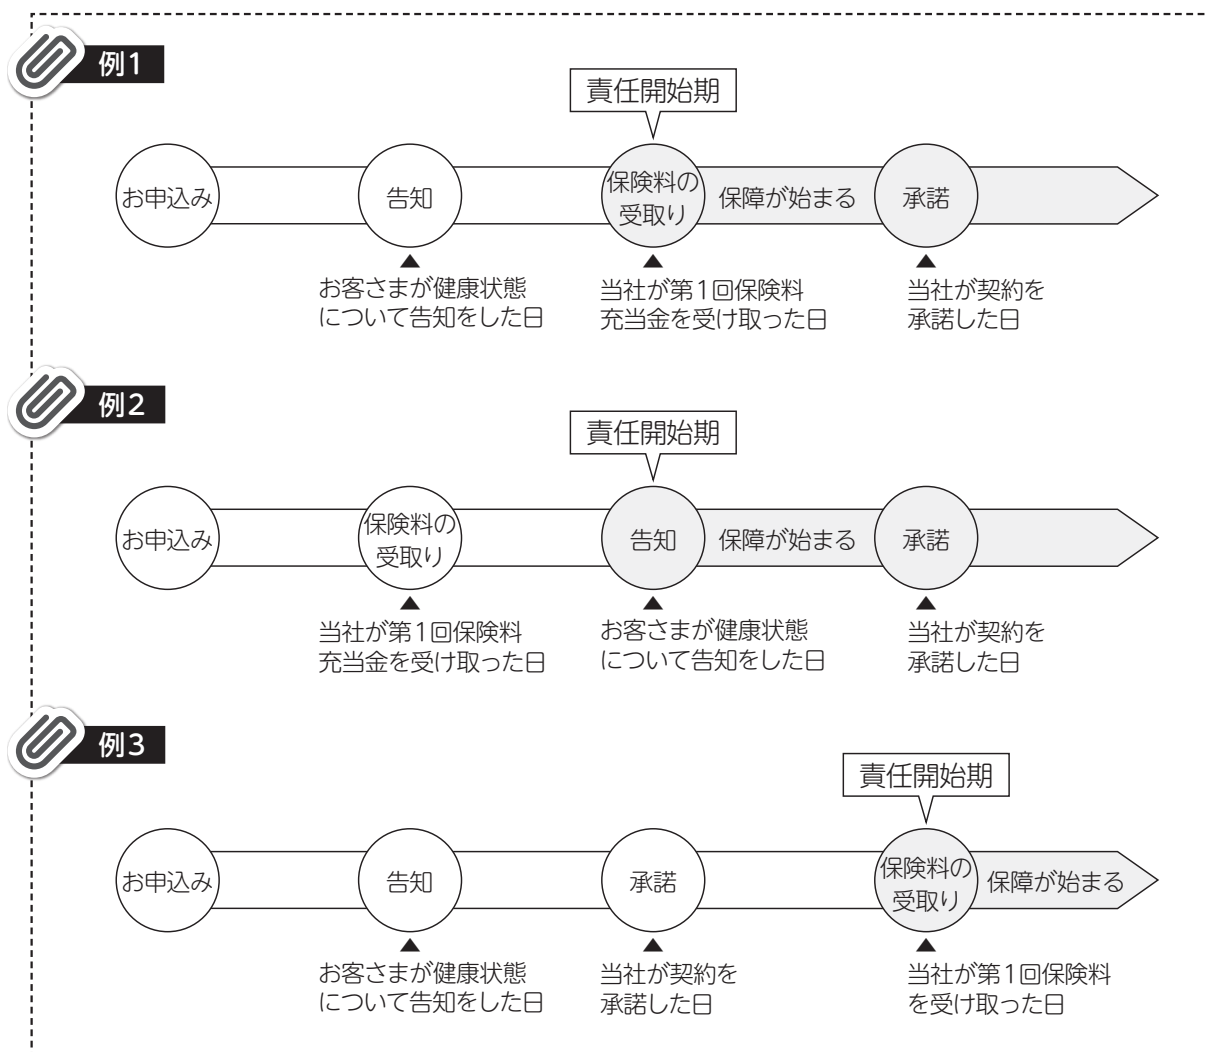 例1
責任開始期
お申込み
告知
保険料の
受取り
保障が始まる
承諾
お客さまが健康状態
について告知をした日
当社が第1回保険料
充当金を受け取った日
当社が契約を
承諾した日
例2
責任開始期
お申込み
保険料の
受取り
告知
保障が始まる
承諾
当社が第1回保険料
充当金を受け取った日
お客さまが健康状態
について告知をした日
当社が契約を
承諾した日
例3
責任開始期
お申込み
告知
承諾
保険料の
受取り
保障が始まる
お客さまが健康状態
について告知をした日
当社が契約を
承諾した日
当社が第1回保険料
を受け取った日